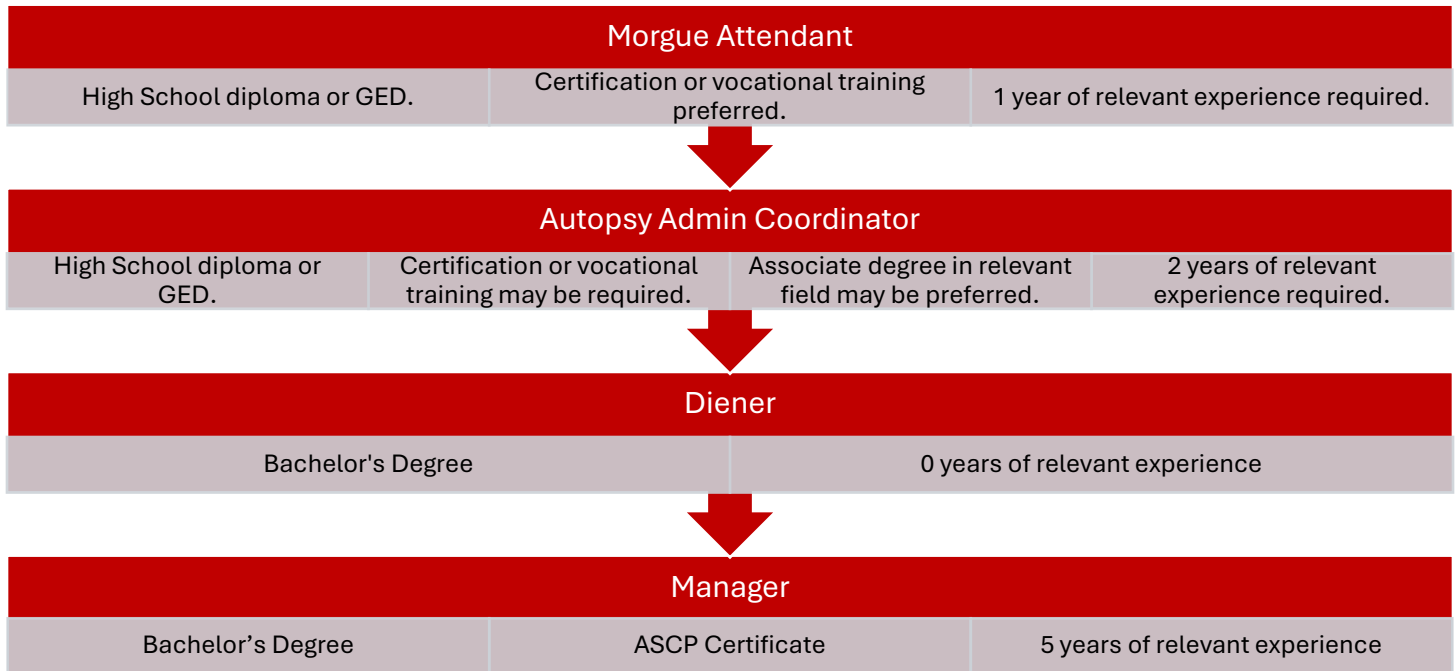 Morgue Attendant
High School diploma or GED.
Certification or vocational training
preferred.
1 year of relevant experience required.
Autopsy Admin Coordinator
High School diploma or
GED.
Certification or vocational
training may be required.
Associate degree in relevant
field may be preferred.
2 years of relevant
experience required.
Diener
Bachelor's Degree
0 years of relevant experience
Manager
Bachelor’s Degree
ASCP Certificate
5 years of relevant experience